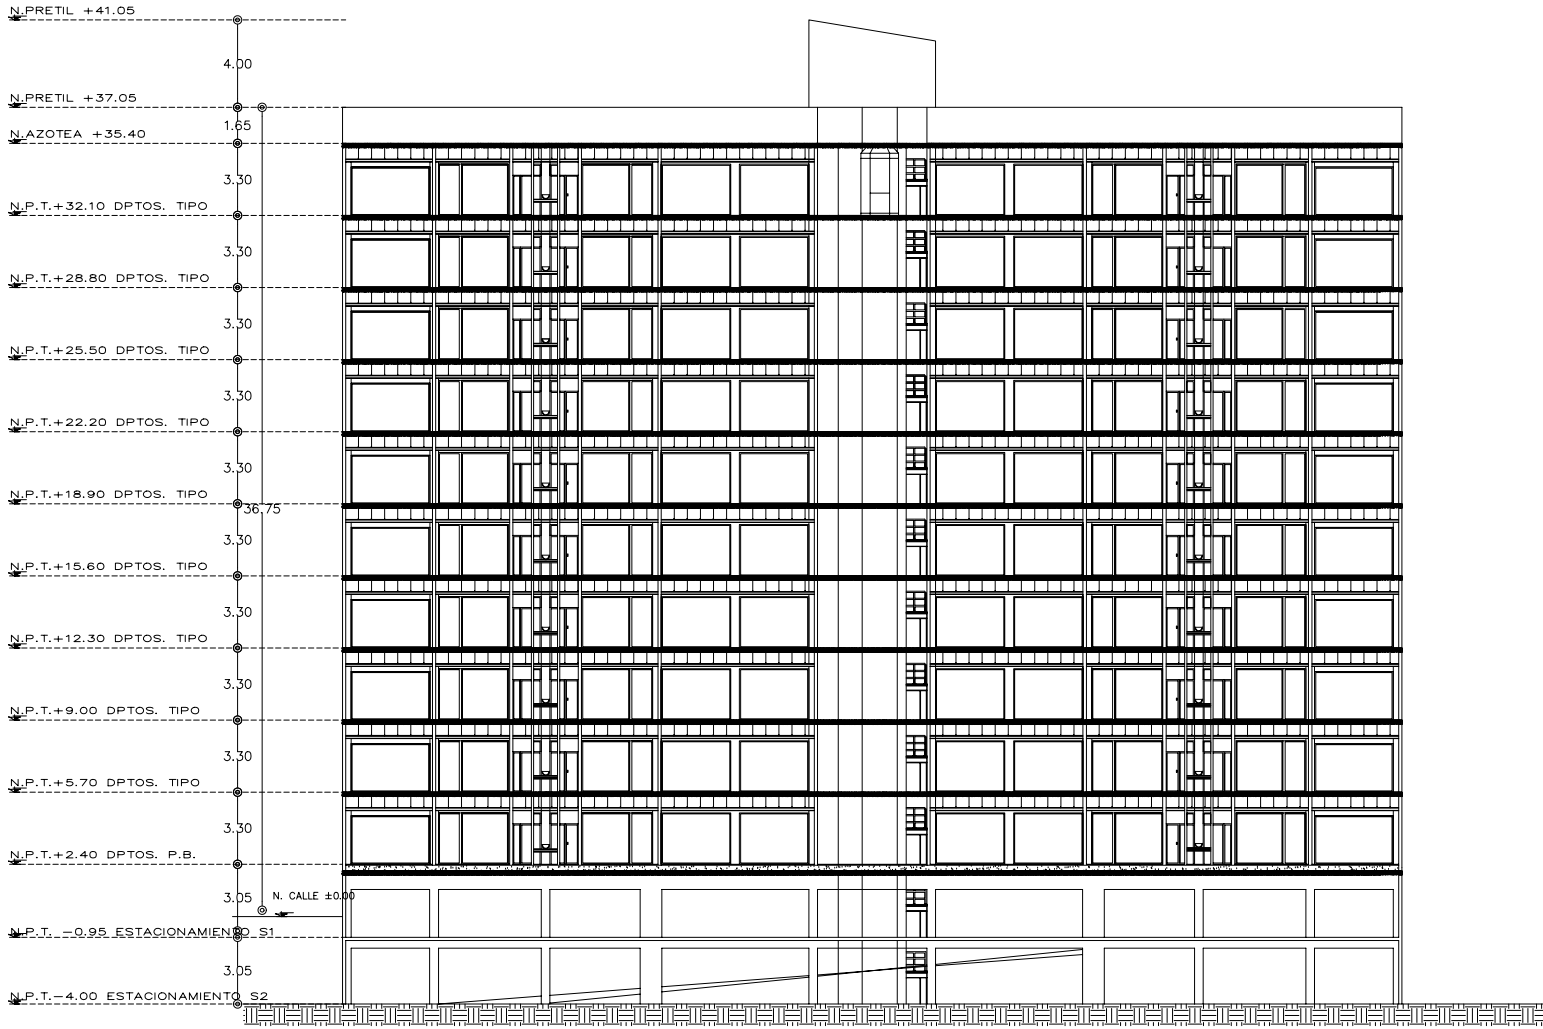 N.PRETIL +41.05
4.00
N.PRETIL +37.05
1.65
N.AZOTEA +35.40
3.30
N.P.T.+32.10 DPTOS. TIPO
3.30
N.P.T.+28.80 DPTOS. TIPO
3.30
N.P.T.+25.50 DPTOS. TIPO
3.30
N.P.T.+22.20 DPTOS. TIPO
3.30
N.P.T.+18.90 DPTOS. TIPO
36.75
3.30
N.P.T.+15.60 DPTOS. TIPO
3.30
N.P.T.+12.30 DPTOS. TIPO
3.30
N.P.T.+9.00 DPTOS. TIPO
3.30
N.P.T.+5.70 DPTOS. TIPO
3.30
N.P.T.+2.40 DPTOS. P.B.
3.05
N. CALLE ±0.00
N.P.T. -0.95 ESTACIONAMIENTO S1
3.05
N.P.T.-4.00 ESTACIONAMIENTO S2